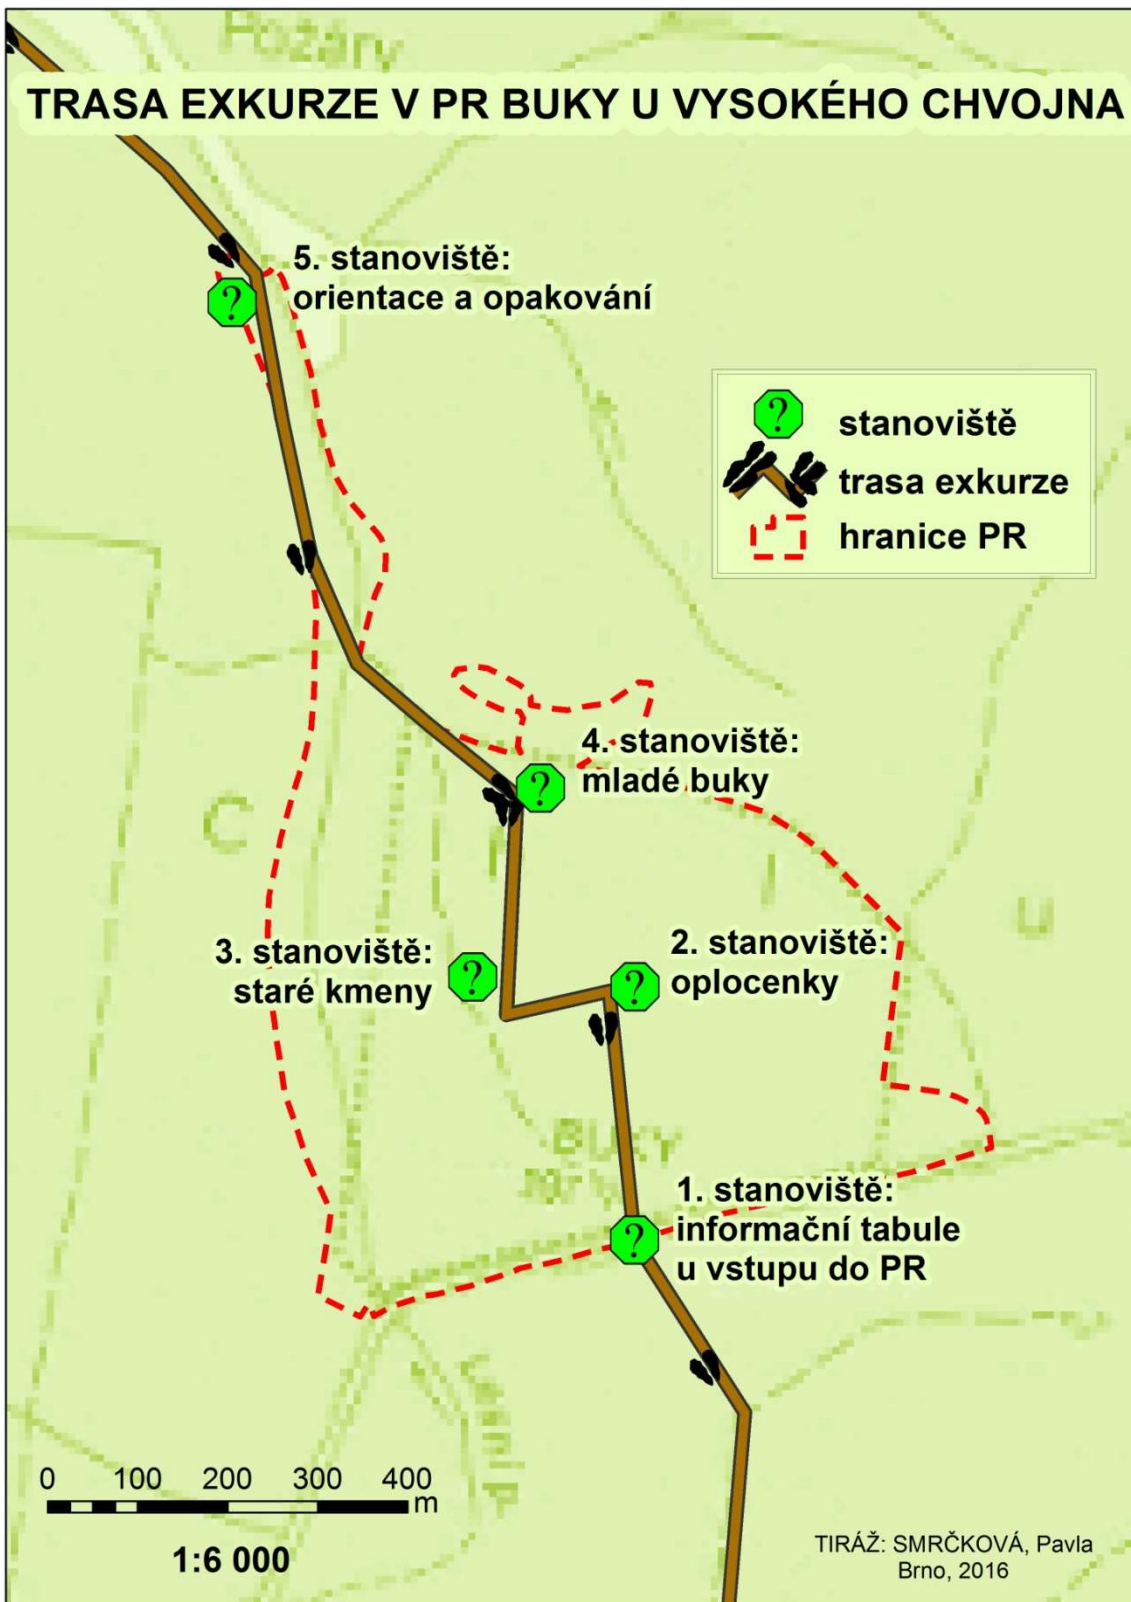 Požáry
TRASA EXKURZE V PR BUKY U VYSOKÉHO CHVOJNA
5. stanoviště:
orientace a opakování
?
?
stanoviště
trasa exkurze
hranice PR
4. stanoviště:
mladé buky
?
C
I
U
3. stanoviště:
staré kmeny
?
2. stanoviště:
oplocenky
?
BUKY
1. stanoviště:
informační tabule
u vstupu do PR
?
0 100 200 300 400
m
1:6 000
TIRÁŽ: SMRČKOVÁ, Pavla
Brno, 2016